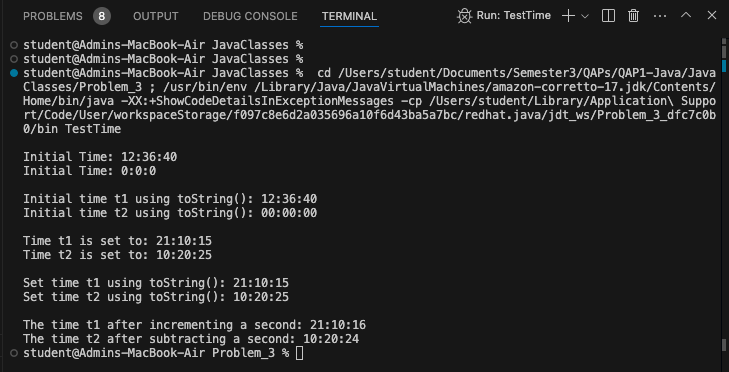 PROBLEMS 8 OUTPUT DEBUG CONSOLE TERMINAL Run: TestTime
student@Admins-MacBook-Air JavaClasses %
student@Admins-MacBook-Air JavaClasses %
student@Admins-MacBook-Air JavaClasses %  cd /Users/student/Documents/Semester3/QAPs/QAP1-Java/Java
Classes/Problem_3 ; /usr/bin/env /Library/Java/JavaVirtualMachines/amazon-corretto-17.jdk/Contents/
Home/bin/java -XX:+ShowCodeDetailsInExceptionMessages -cp /Users/student/Library/Application\ Suppo
rt/Code/User/workspaceStorage/f097c8e6d2a035696a10f6d43ba5a7bc/redhat.java/jdt_ws/Problem_3_dfc7c0b
0/bin TestTime
Initial Time: 12:36:40
Initial Time: 0:0:0
Initial time t1 using toString(): 12:36:40
Initial time t2 using toString(): 00:00:00
Time t1 is set to: 21:10:15
Time t2 is set to: 10:20:25
Set time t1 using toString(): 21:10:15
Set time t2 using toString(): 10:20:25
The time t1 after incrementing a second: 21:10:16
The time t2 after subtracting a second: 10:20:24
student@Admins-MacBook-Air Problem_3 %